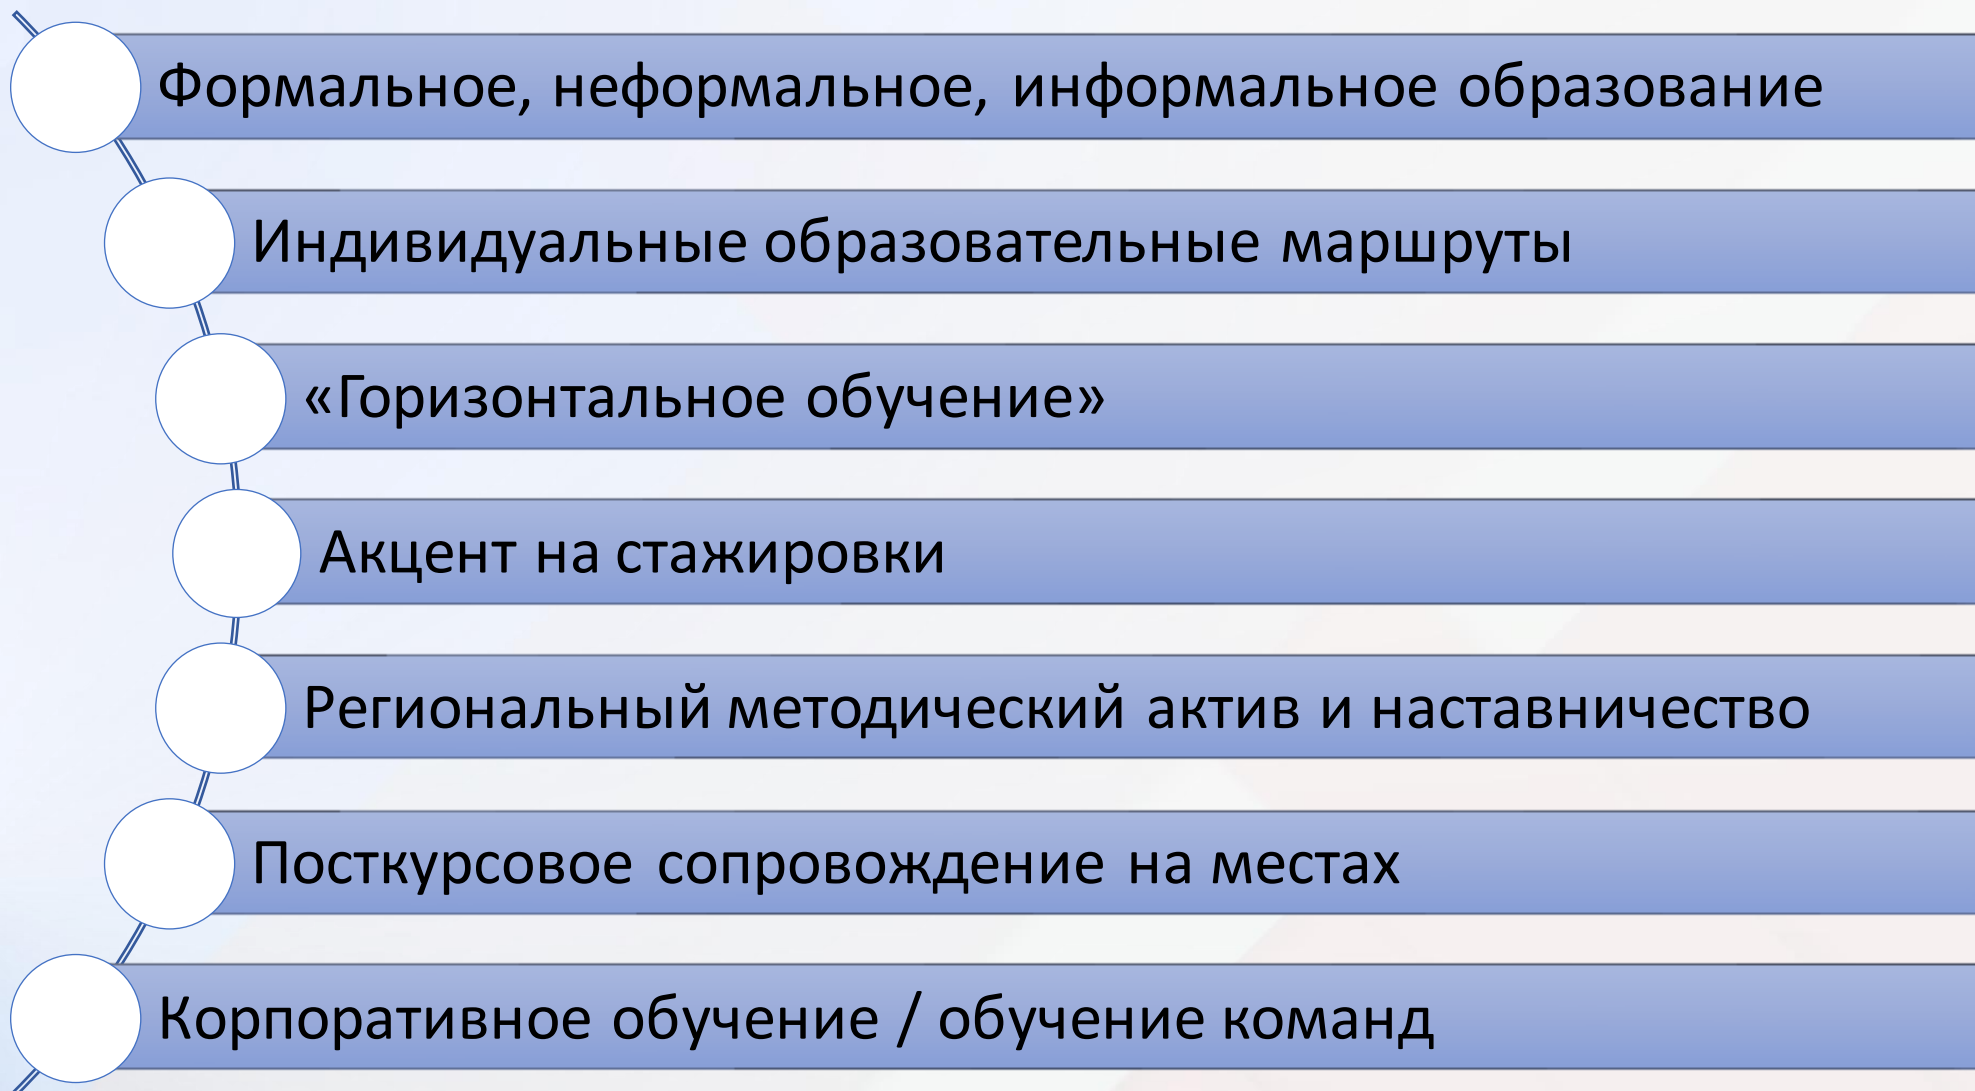 Формальное, неформальное, информальное образование
Индивидуальные образовательные маршруты
«Горизонтальное обучение»
Акцент на стажировки
Региональный методический актив и наставничество
Посткурсовое сопровождение на местах
Корпоративное обучение / обучение команд